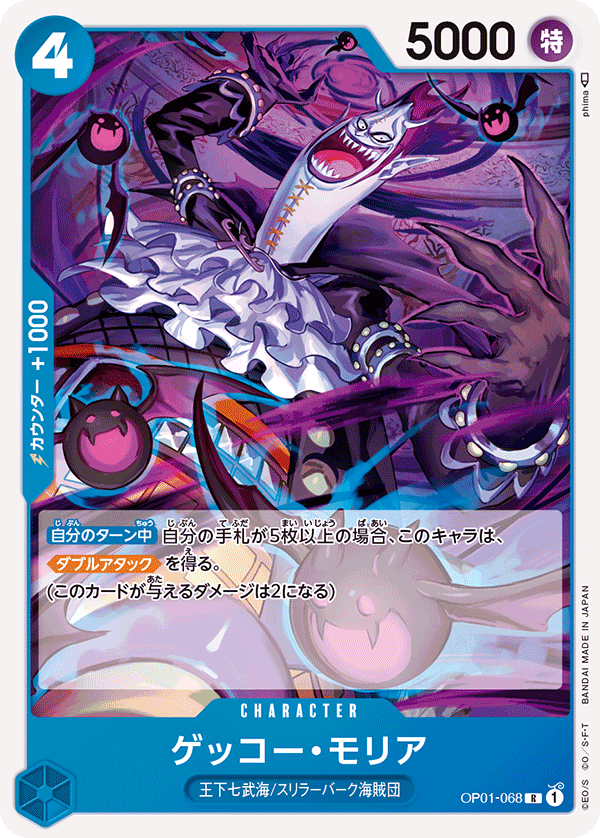 4
5000 特
phima
カウンター +1000
自分のターン中 自分の手札が5枚以上の場合、このキャラは、
ダブルアタック を得る。
(このカードが与えるダメージは2になる)
CHARACTER
ゲッコー・モリア
王下七武海/スリラーバーク海賊団
OP01-068 R 1
©E.O/S ©O/S・F・T BANDAI MADE IN JAPAN